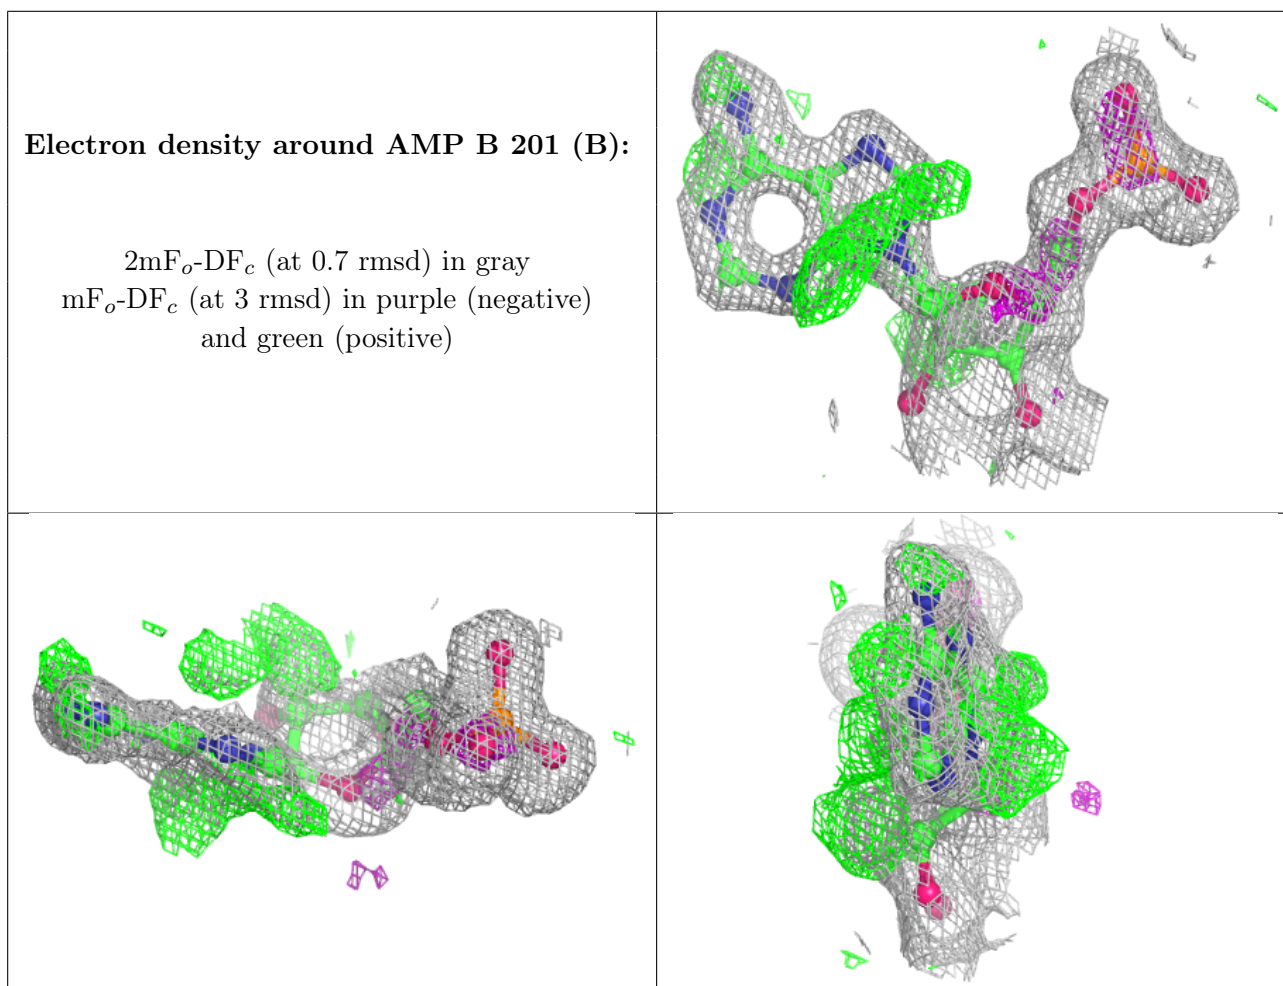 Electron density around AMP B 201 (B):
2mFo-DFc (at 0.7 rmsd) in gray
mFo-DFc (at 3 rmsd) in purple (negative)
and green (positive)